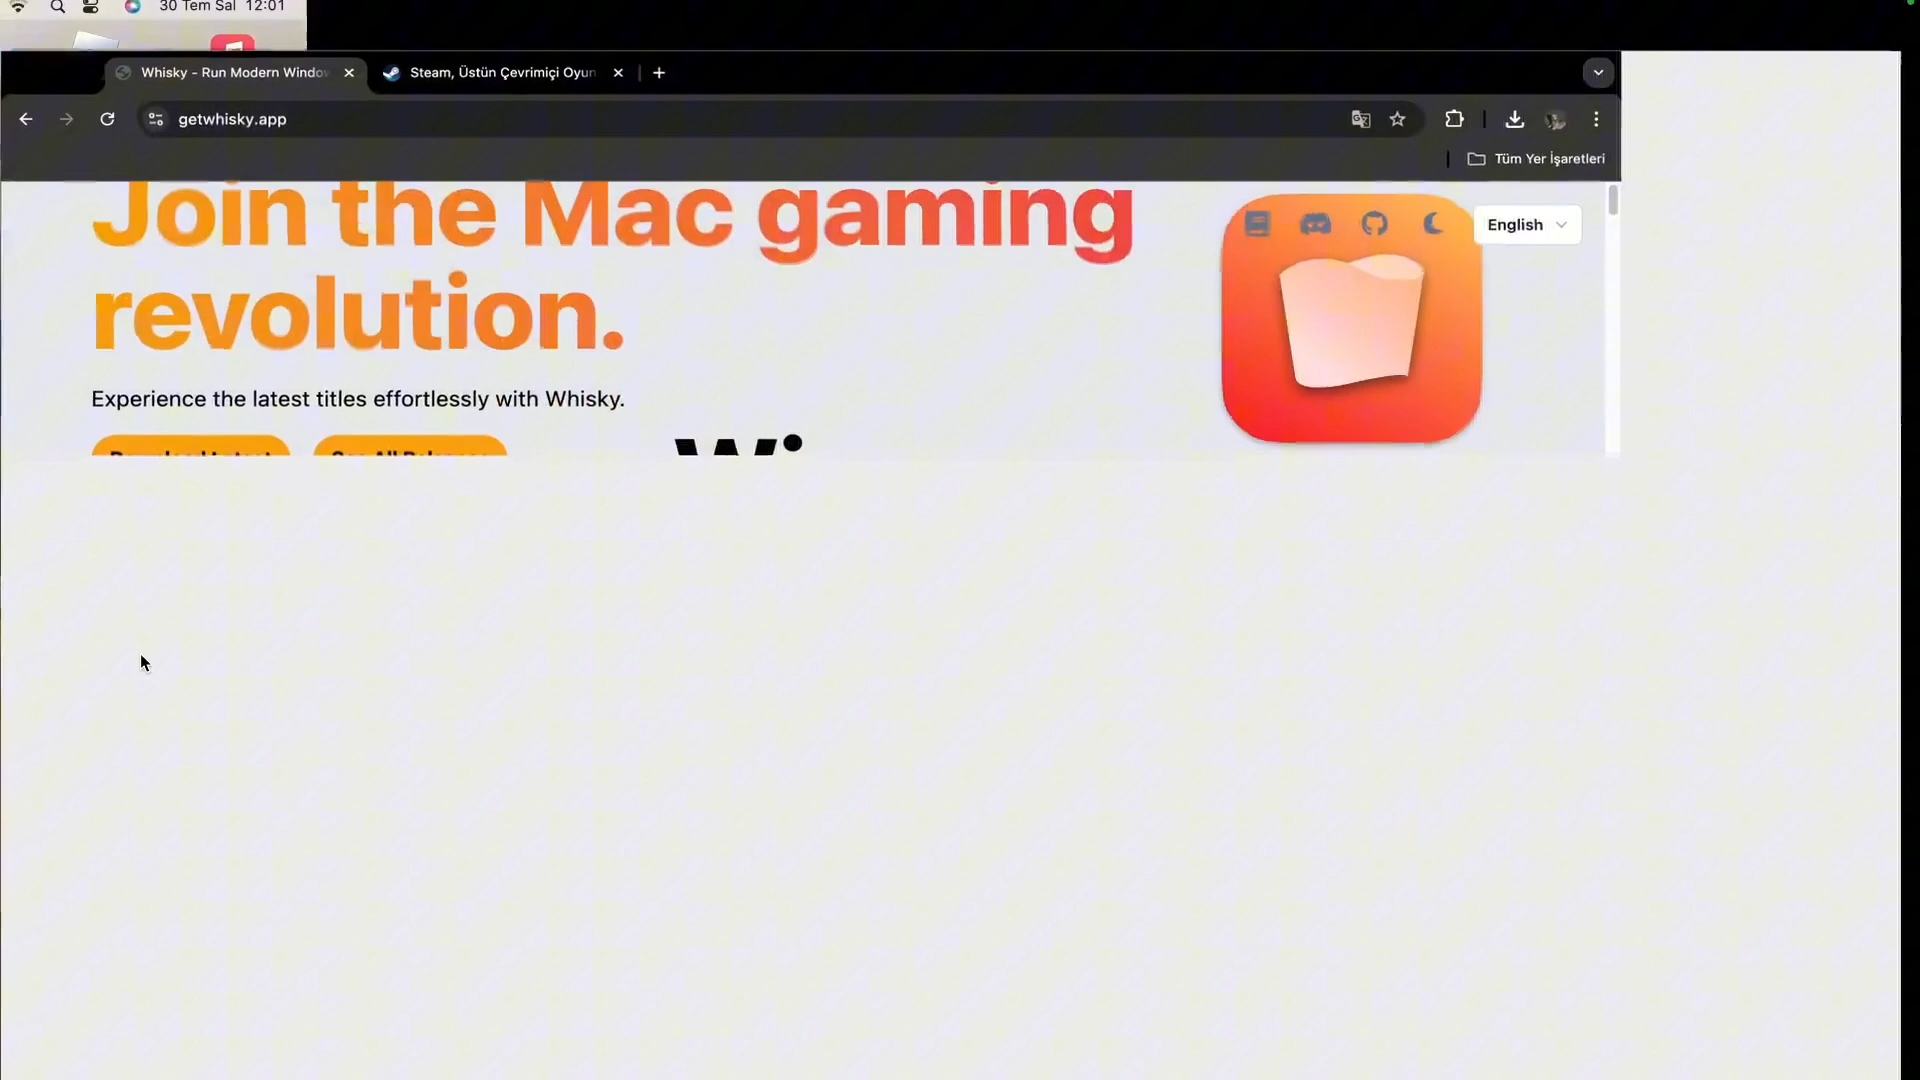 30 Tem Sal 12:01
Whisky - Run Modern Window
Steam, Üstün Çevrimiçi Oyun
getwhisky.app
Tüm Yer İşaretleri
Join the Mac gaming
revolution.
English
Experience the latest titles effortlessly with Whisky.